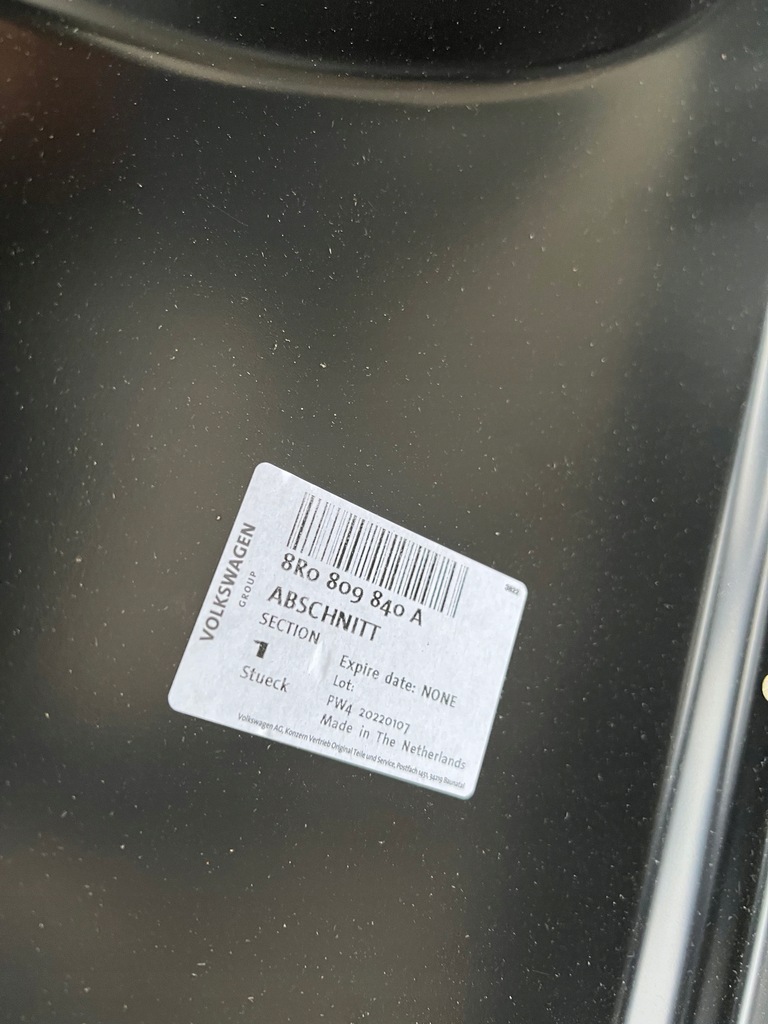 VOLKSWAGEN
GROUP
8R0 809 840 A
ABSCHNITT
SECTION
1
Stueck
Expire date: NONE
Lot:
PW4 20220107
Made in The Netherlands
Volkswagen AG, Konzern Vertrieb Original Teile und Service, Postfach 1451, 34219 Baunatal